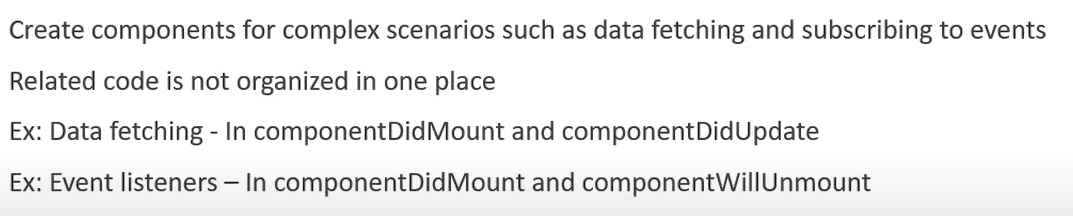 Create components for complex scenarios such as data fetching and subscribing to events
Related code is not organized in one place
Ex: Data fetching - In componentDidMount and componentDidUpdate
Ex: Event listeners – In componentDidMount and componentWillUnmount